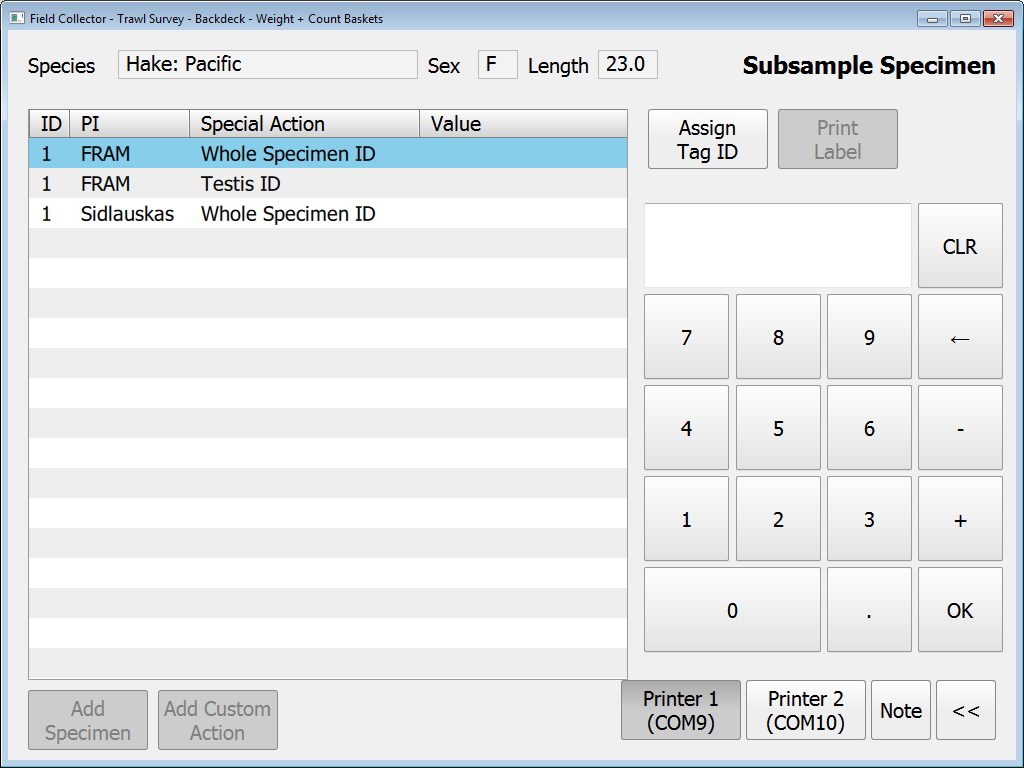 Field Collector - Trawl Survey - Backdeck - Weight + Count Baskets
Species Hake: Pacific Sex F Length 23.0 Subsample Specimen
ID PI Special Action Value
1 FRAM Whole Specimen ID
1 FRAM Testis ID
1 Sidlauskas Whole Specimen ID
Assign
Tag ID
Print
Label
CLR
7 8 9 ←
4 5 6 -
1 2 3 +
0 . OK
Add
Specimen
Add Custom
Action
Printer 1
(COM9)
Printer 2
(COM10)
Note
<<